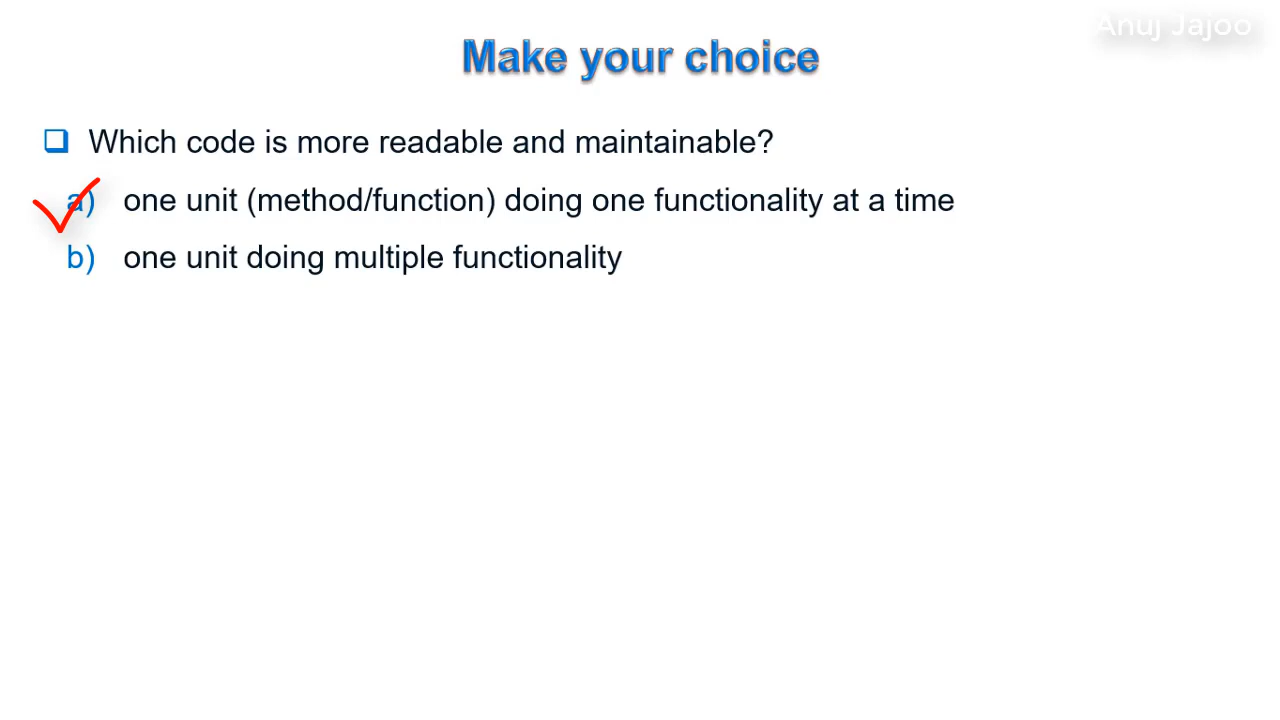 Anuj Jajoo
Make your choice
Which code is more readable and maintainable?
a) one unit (method/function) doing one functionality at a time
b) one unit doing multiple functionality